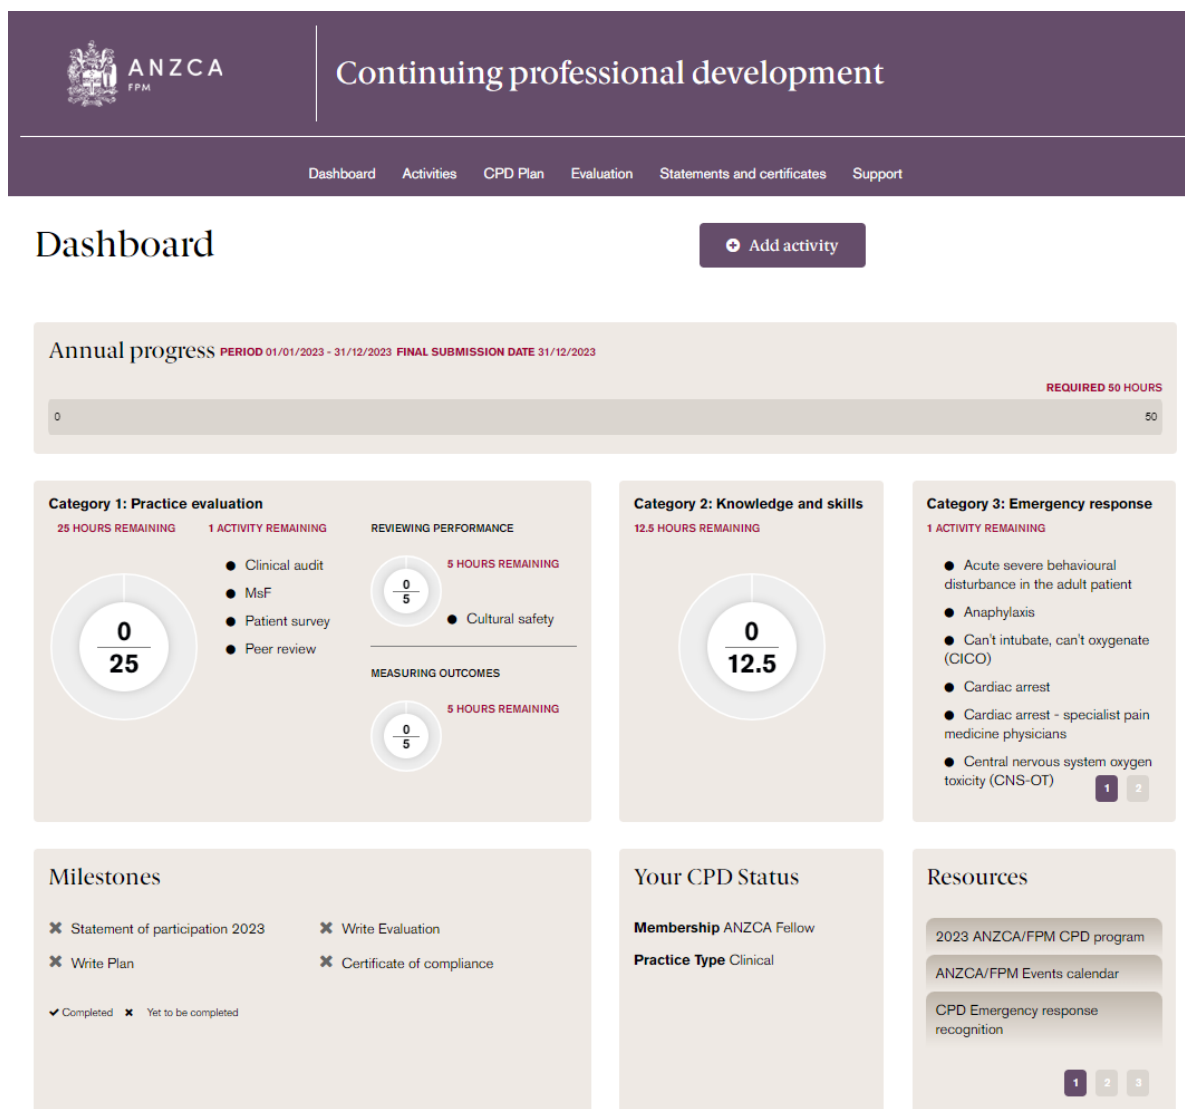 ANZCA
FPM
Continuing professional development
Dashboard Activities CPD Plan Evaluation Statements and certificates Support
Dashboard
Add activity
Annual progress PERIOD 01/01/2023 - 31/12/2023 FINAL SUBMISSION DATE 31/12/2023
REQUIRED 50 HOURS
0 50
Category 1: Practice evaluation
25 HOURS REMAINING
0
25
1 ACTIVITY REMAINING
Clinical audit
MsF
Patient survey
Peer review
REVIEWING PERFORMANCE
5 HOURS REMAINING
0
5
Cultural safety
MEASURING OUTCOMES
5 HOURS REMAINING
0
5
Category 2: Knowledge and skills
12.5 HOURS REMAINING
0
12.5
Category 3: Emergency response
1 ACTIVITY REMAINING
Acute severe behavioural
disturbance in the adult patient
Anaphylaxis
Can't intubate, can't oxygenate
(CICO)
Cardiac arrest
Cardiac arrest - specialist pain
medicine physicians
Central nervous system oxygen
toxicity (CNS-OT)
1 2
Milestones
Statement of participation 2023
Write Evaluation
Write Plan
Certificate of compliance
Completed Yet to be completed
Your CPD Status
Membership ANZCA Fellow
Practice Type Clinical
Resources
2023 ANZCA/FPM CPD program
ANZCA/FPM Events calendar
CPD Emergency response
recognition
1 2 3